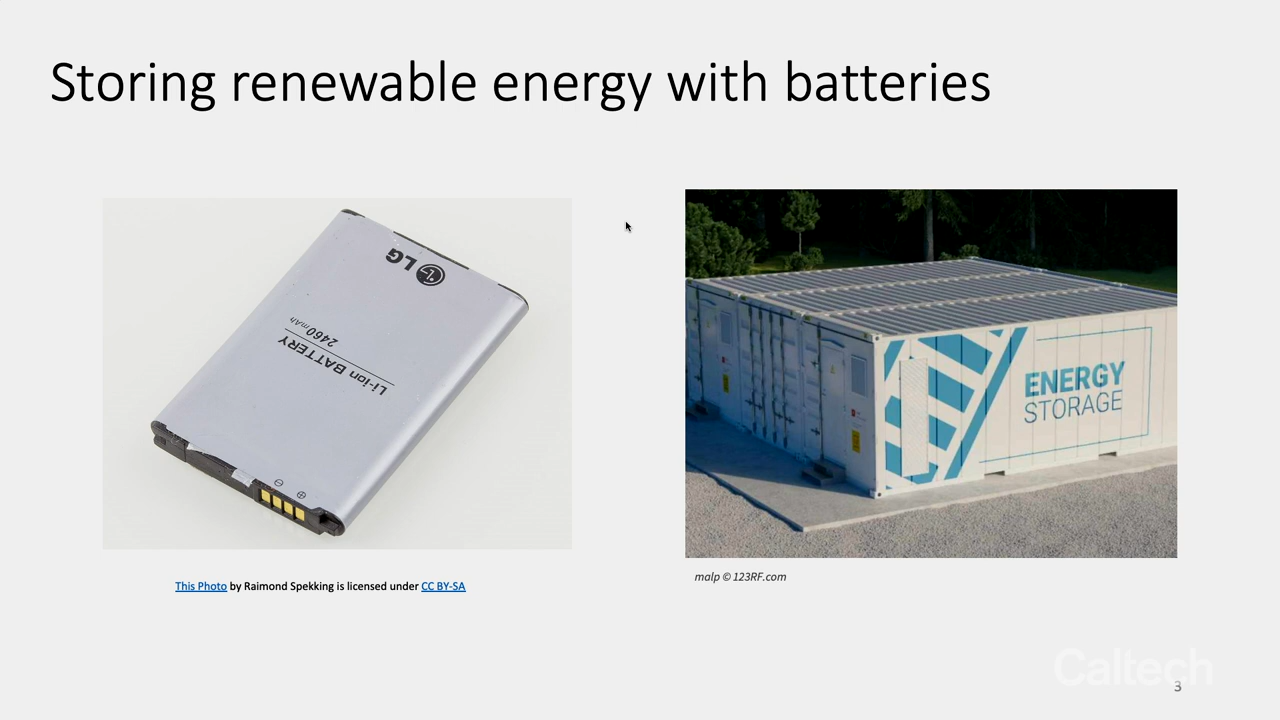 Storing renewable energy with batteries
LG
2460mAh
Li-ion BATTERY
ENERGY
STORAGE
This Photo by Raimond Spekking is licensed under CC BY-SA
malp © 123RF.com
Caltech
3